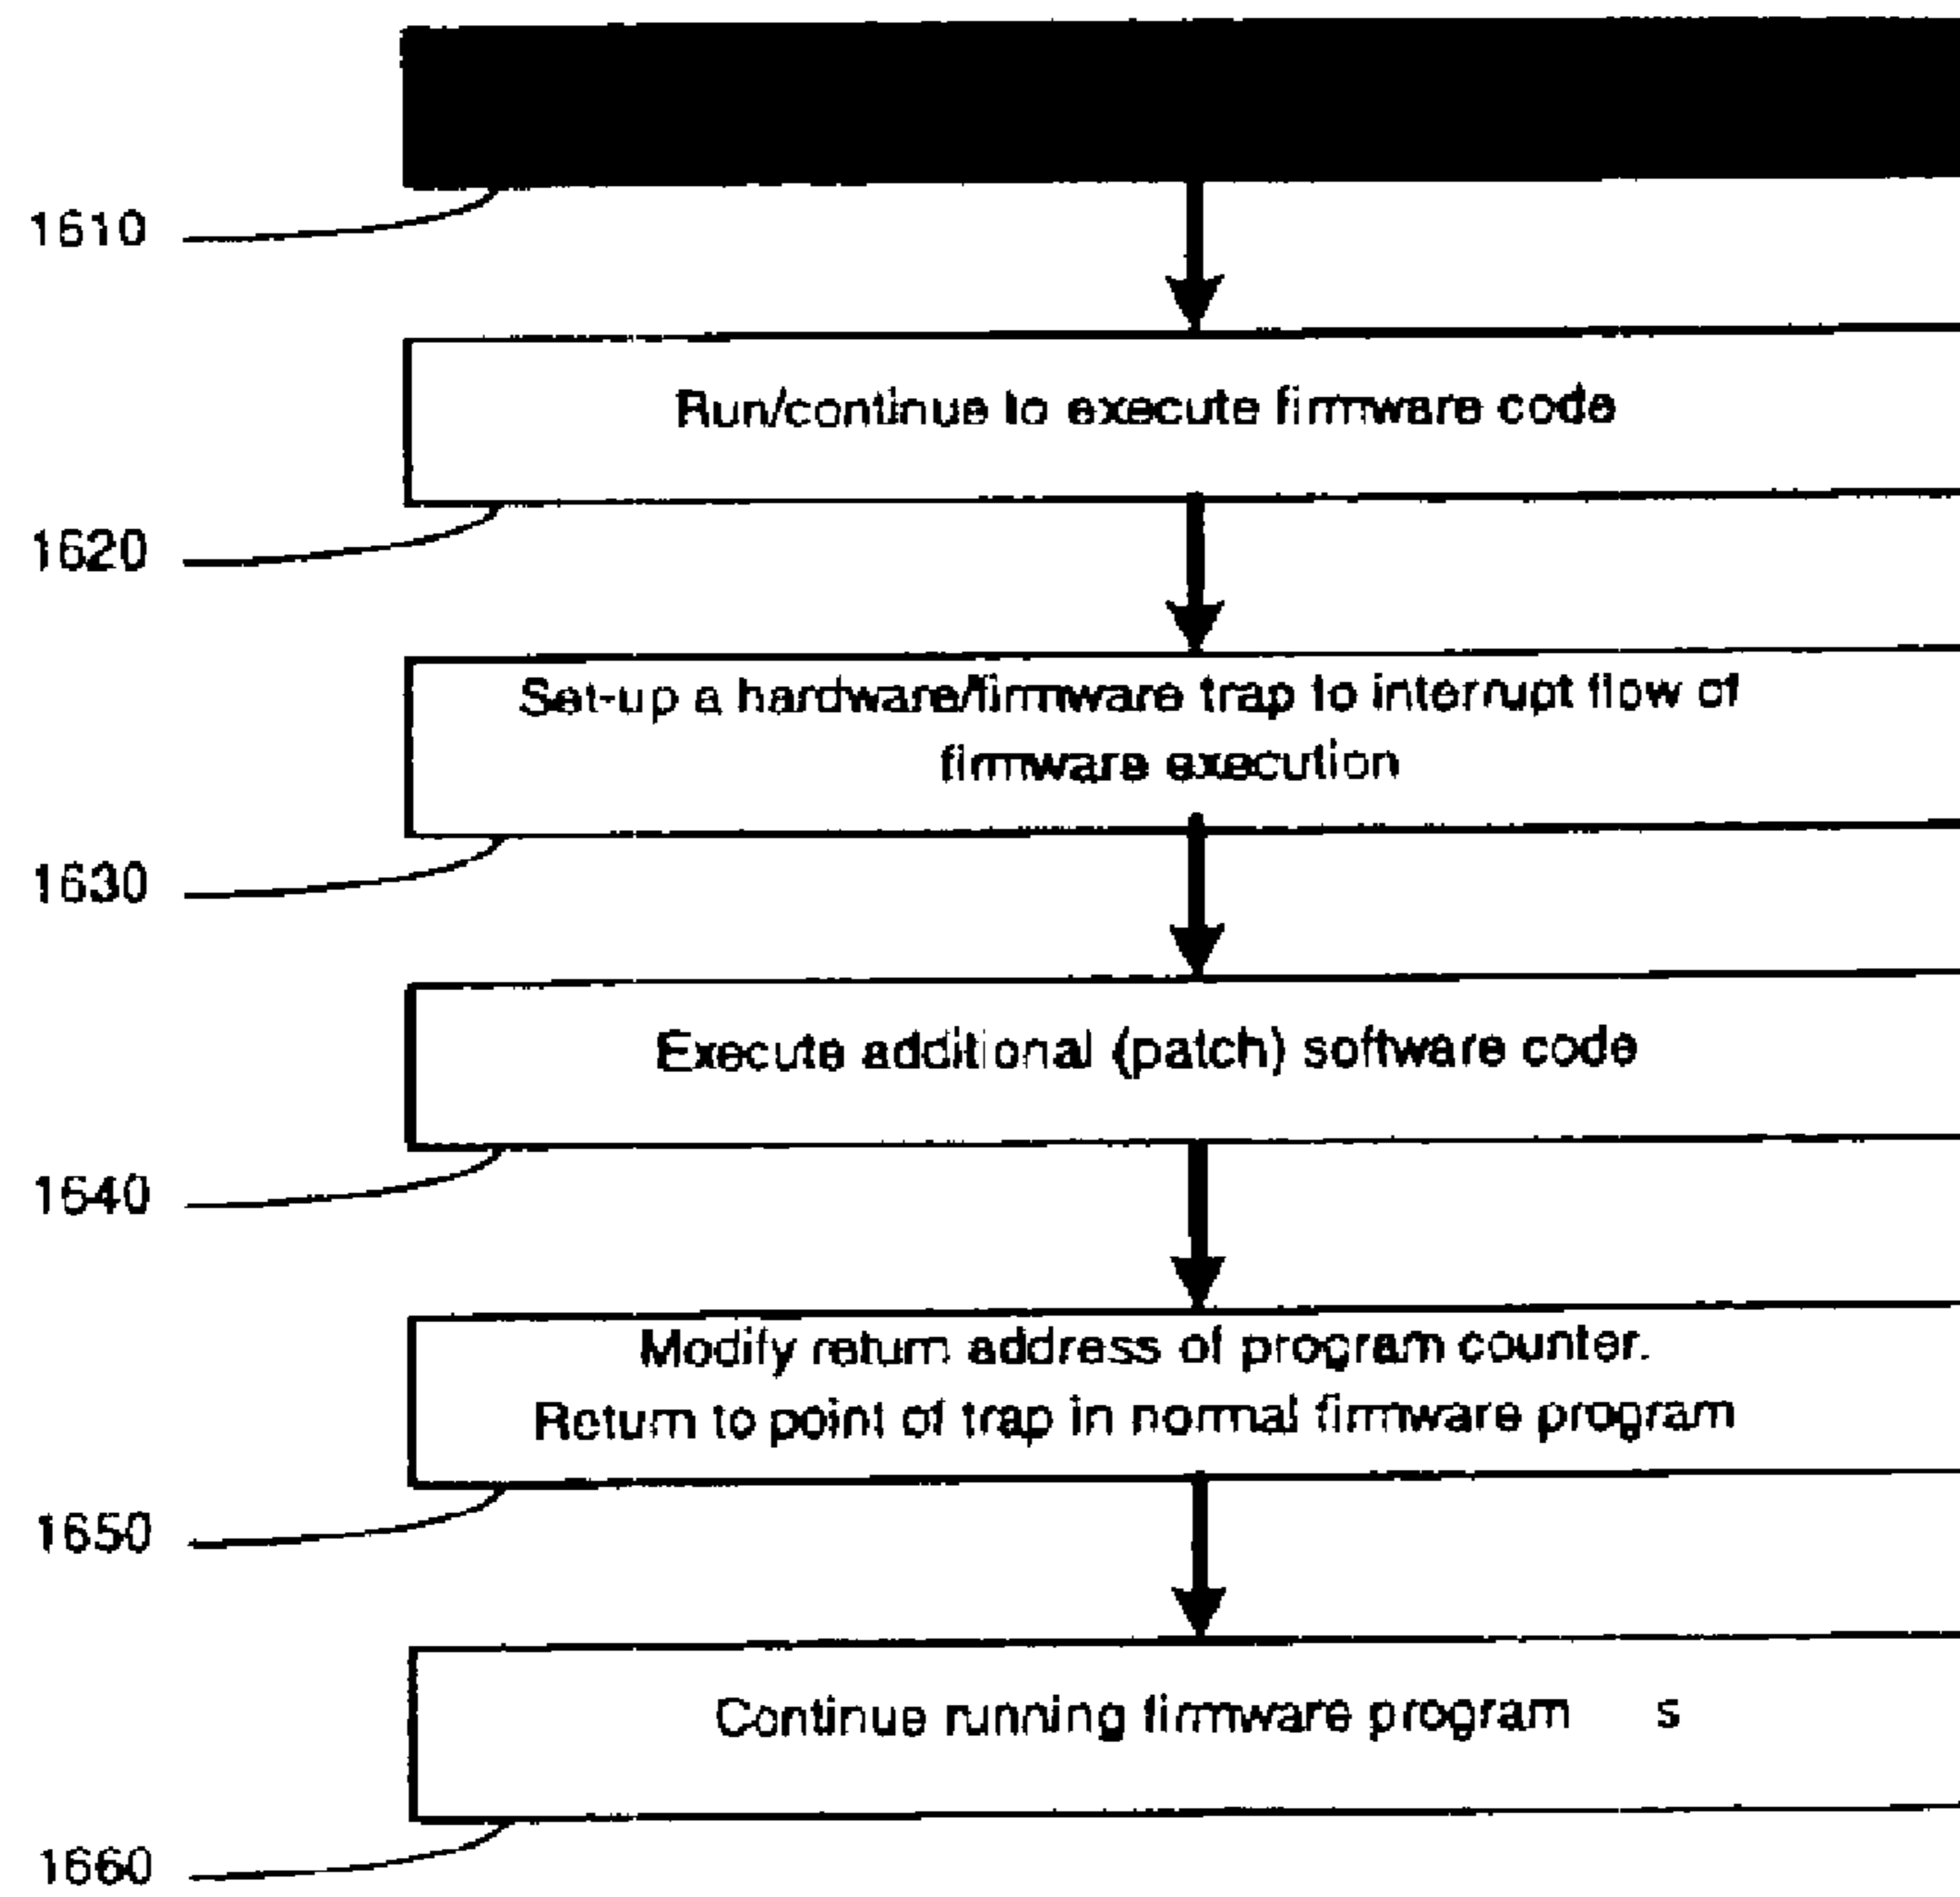 1610
Run/continue to execute firmware code
1620
Set-up a hardware/firmware trap to interrupt flow of
firmware execution
1630
Execute additional (patch) software code
1640
Modify return address of program counter.
Return to point of trap in normal firmware program
1650
Continue running firmware program s
1660